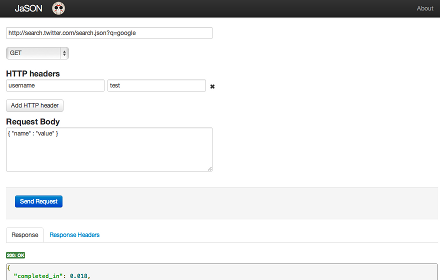 JaSON About
http://search.twitter.com/search.json?q=google
GET
HTTP headers
username test ✖
Add HTTP header
Request Body
{ "name" : "value" }
Send Request
Response Response Headers
200: OK
{
"completed_in": 0.018,